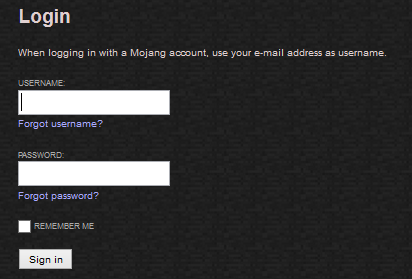 Login
When logging in with a Mojang account, use your e-mail address as username.
USERNAME:
Forgot username?
PASSWORD:
Forgot password?
REMEMBER ME
Sign in